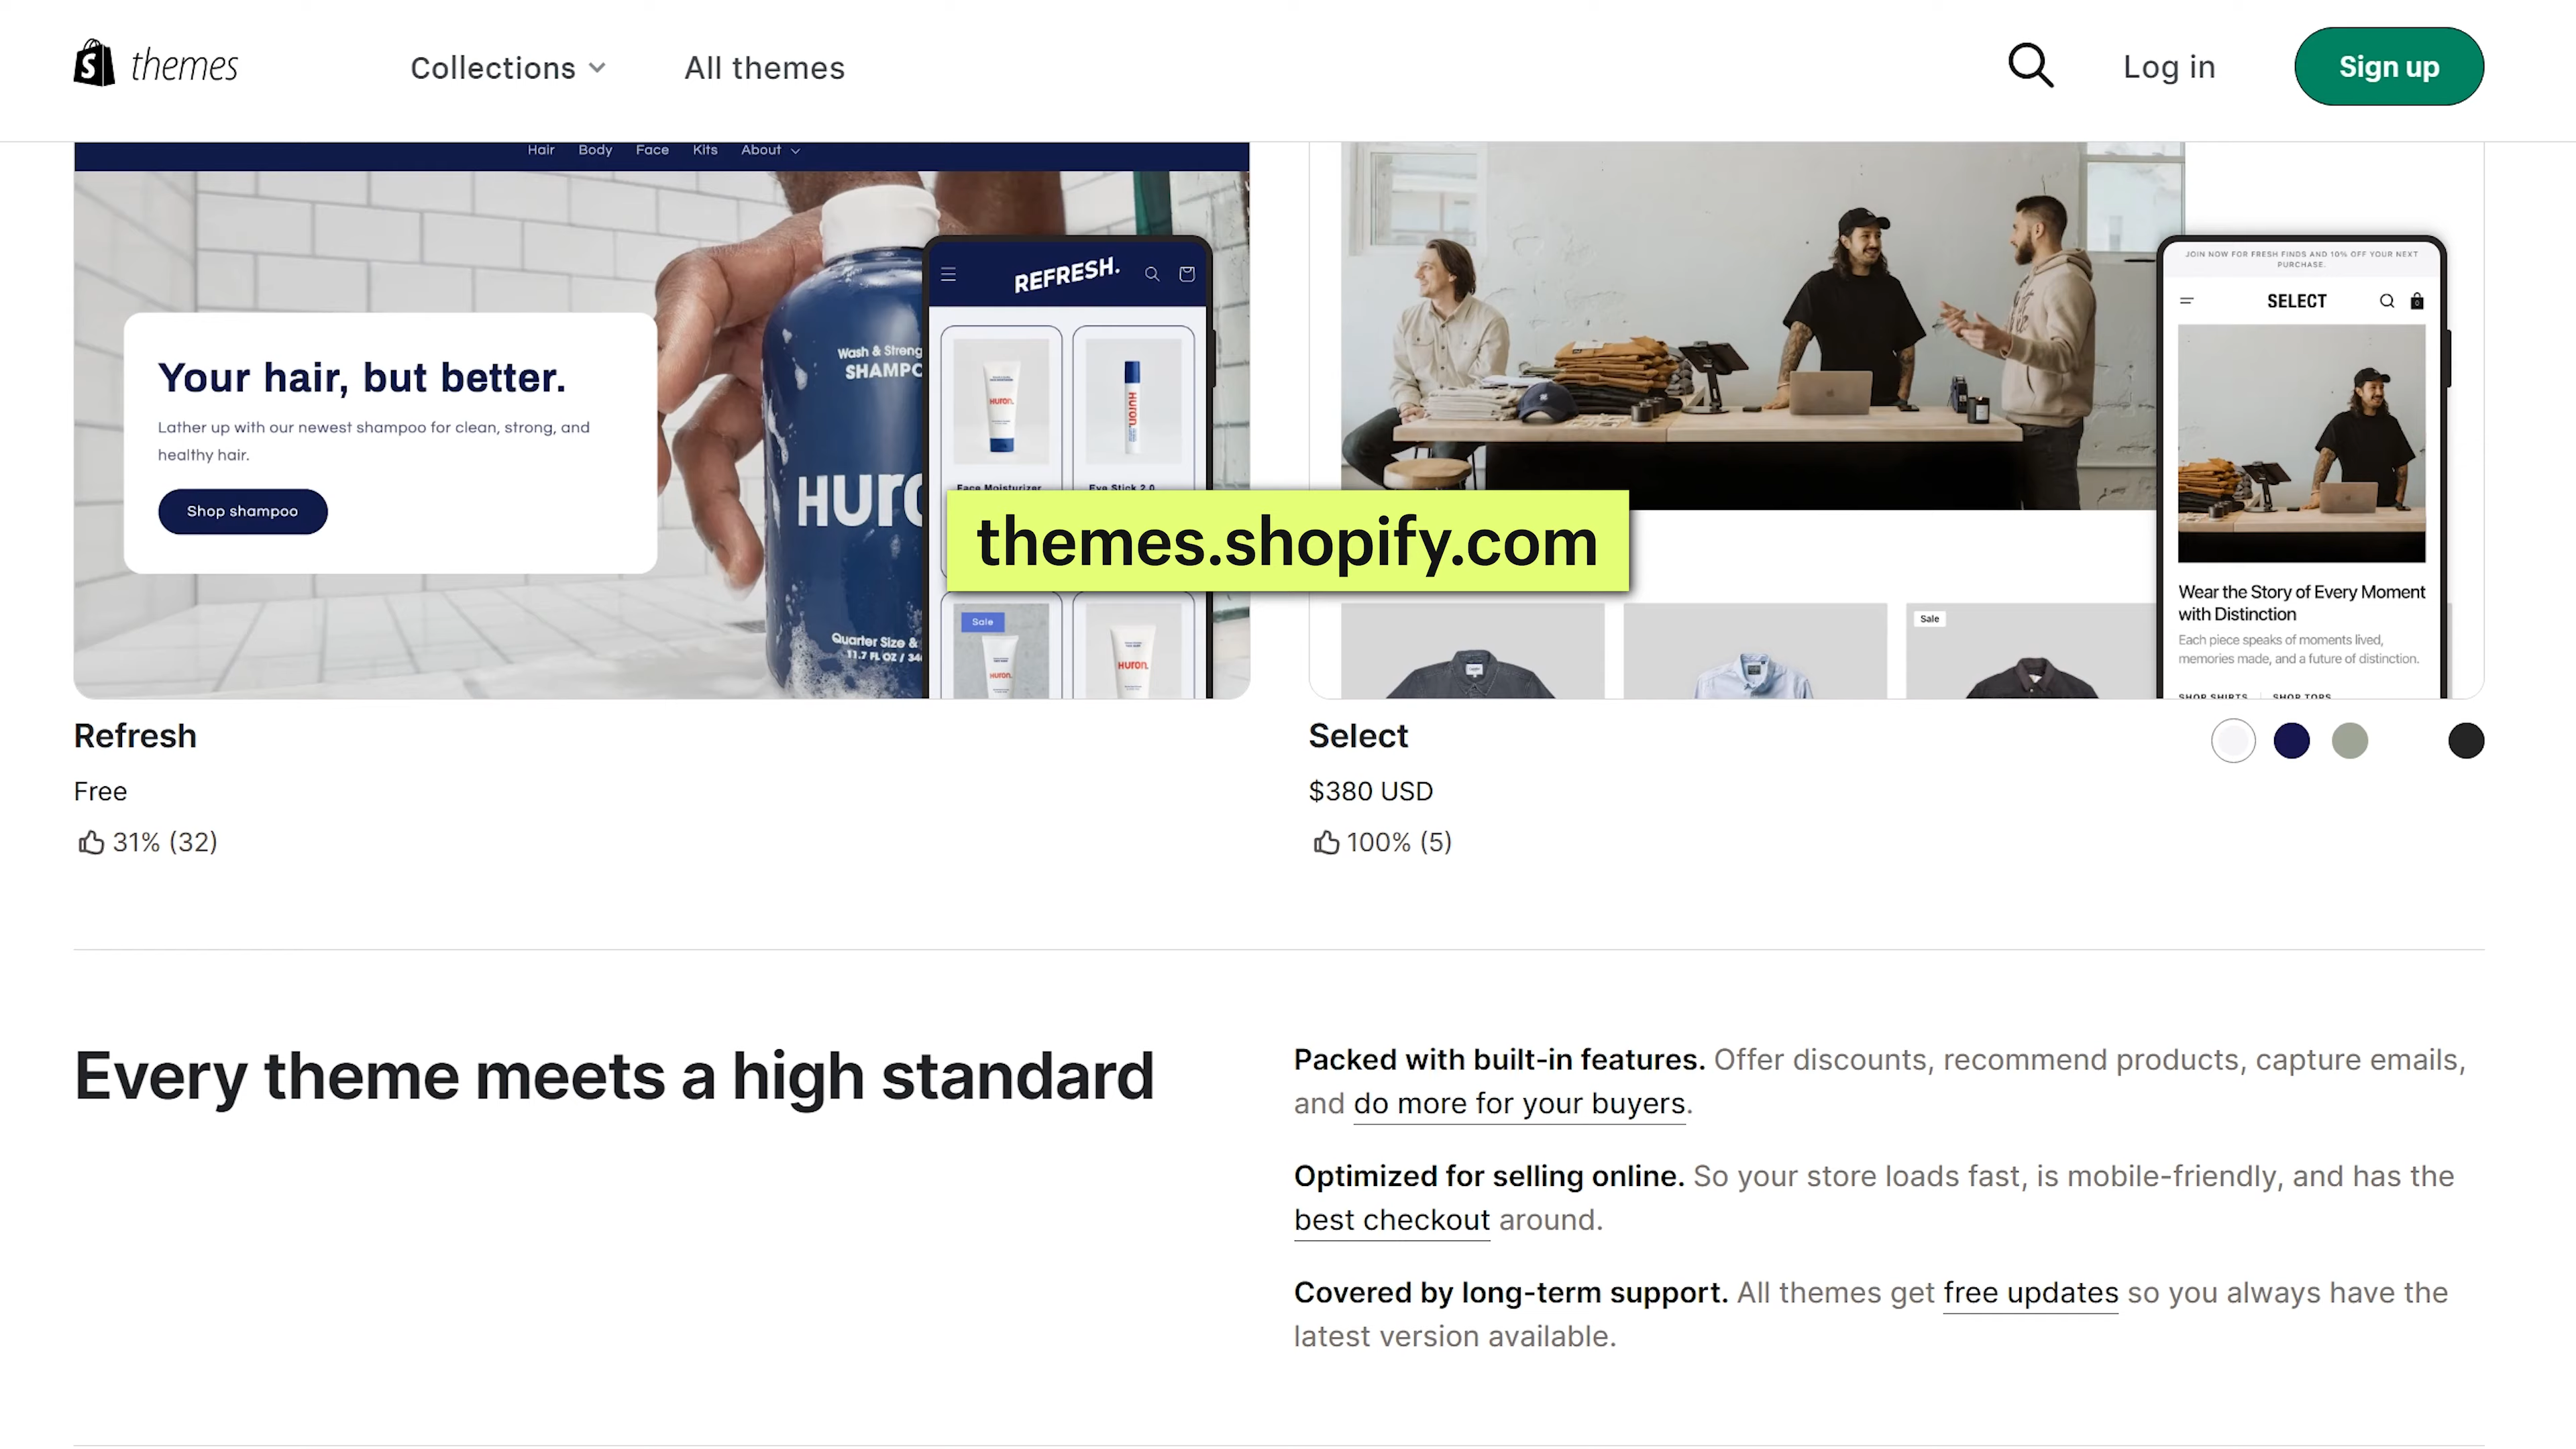 themes
Collections
All themes
Log in
Sign up
Hair Body Face Kits About
Your hair, but better.
Lather up with our newest shampoo for clean, strong, and
healthy hair.
Shop shampoo
Wash &
SHAMPO
Huro
Quarter Size &
11.7 FL OZ /
REFRESH.
Huron.
Huron.
Face Moisturizer
Eye Stick 2.0
Sale
Huron.
Huron.
themes.shopify.com
JOIN NOW FOR FRESH FINDS AND 10% OFF YOUR NEXT
PURCHASE.
SELECT
Wear the Story of Every Moment
with Distinction
Each piece speaks of moments lived,
memories made, and a future of distinction.
SHOP SHIRTS
SHOP TOPS
Sale
Refresh
Free
31% (32)
Select
$380 USD
100% (5)
Every theme meets a high standard
Packed with built-in features. Offer discounts, recommend products, capture emails,
and do more for your buyers.
Optimized for selling online. So your store loads fast, is mobile-friendly, and has the
best checkout around.
Covered by long-term support. All themes get free updates so you always have the
latest version available.